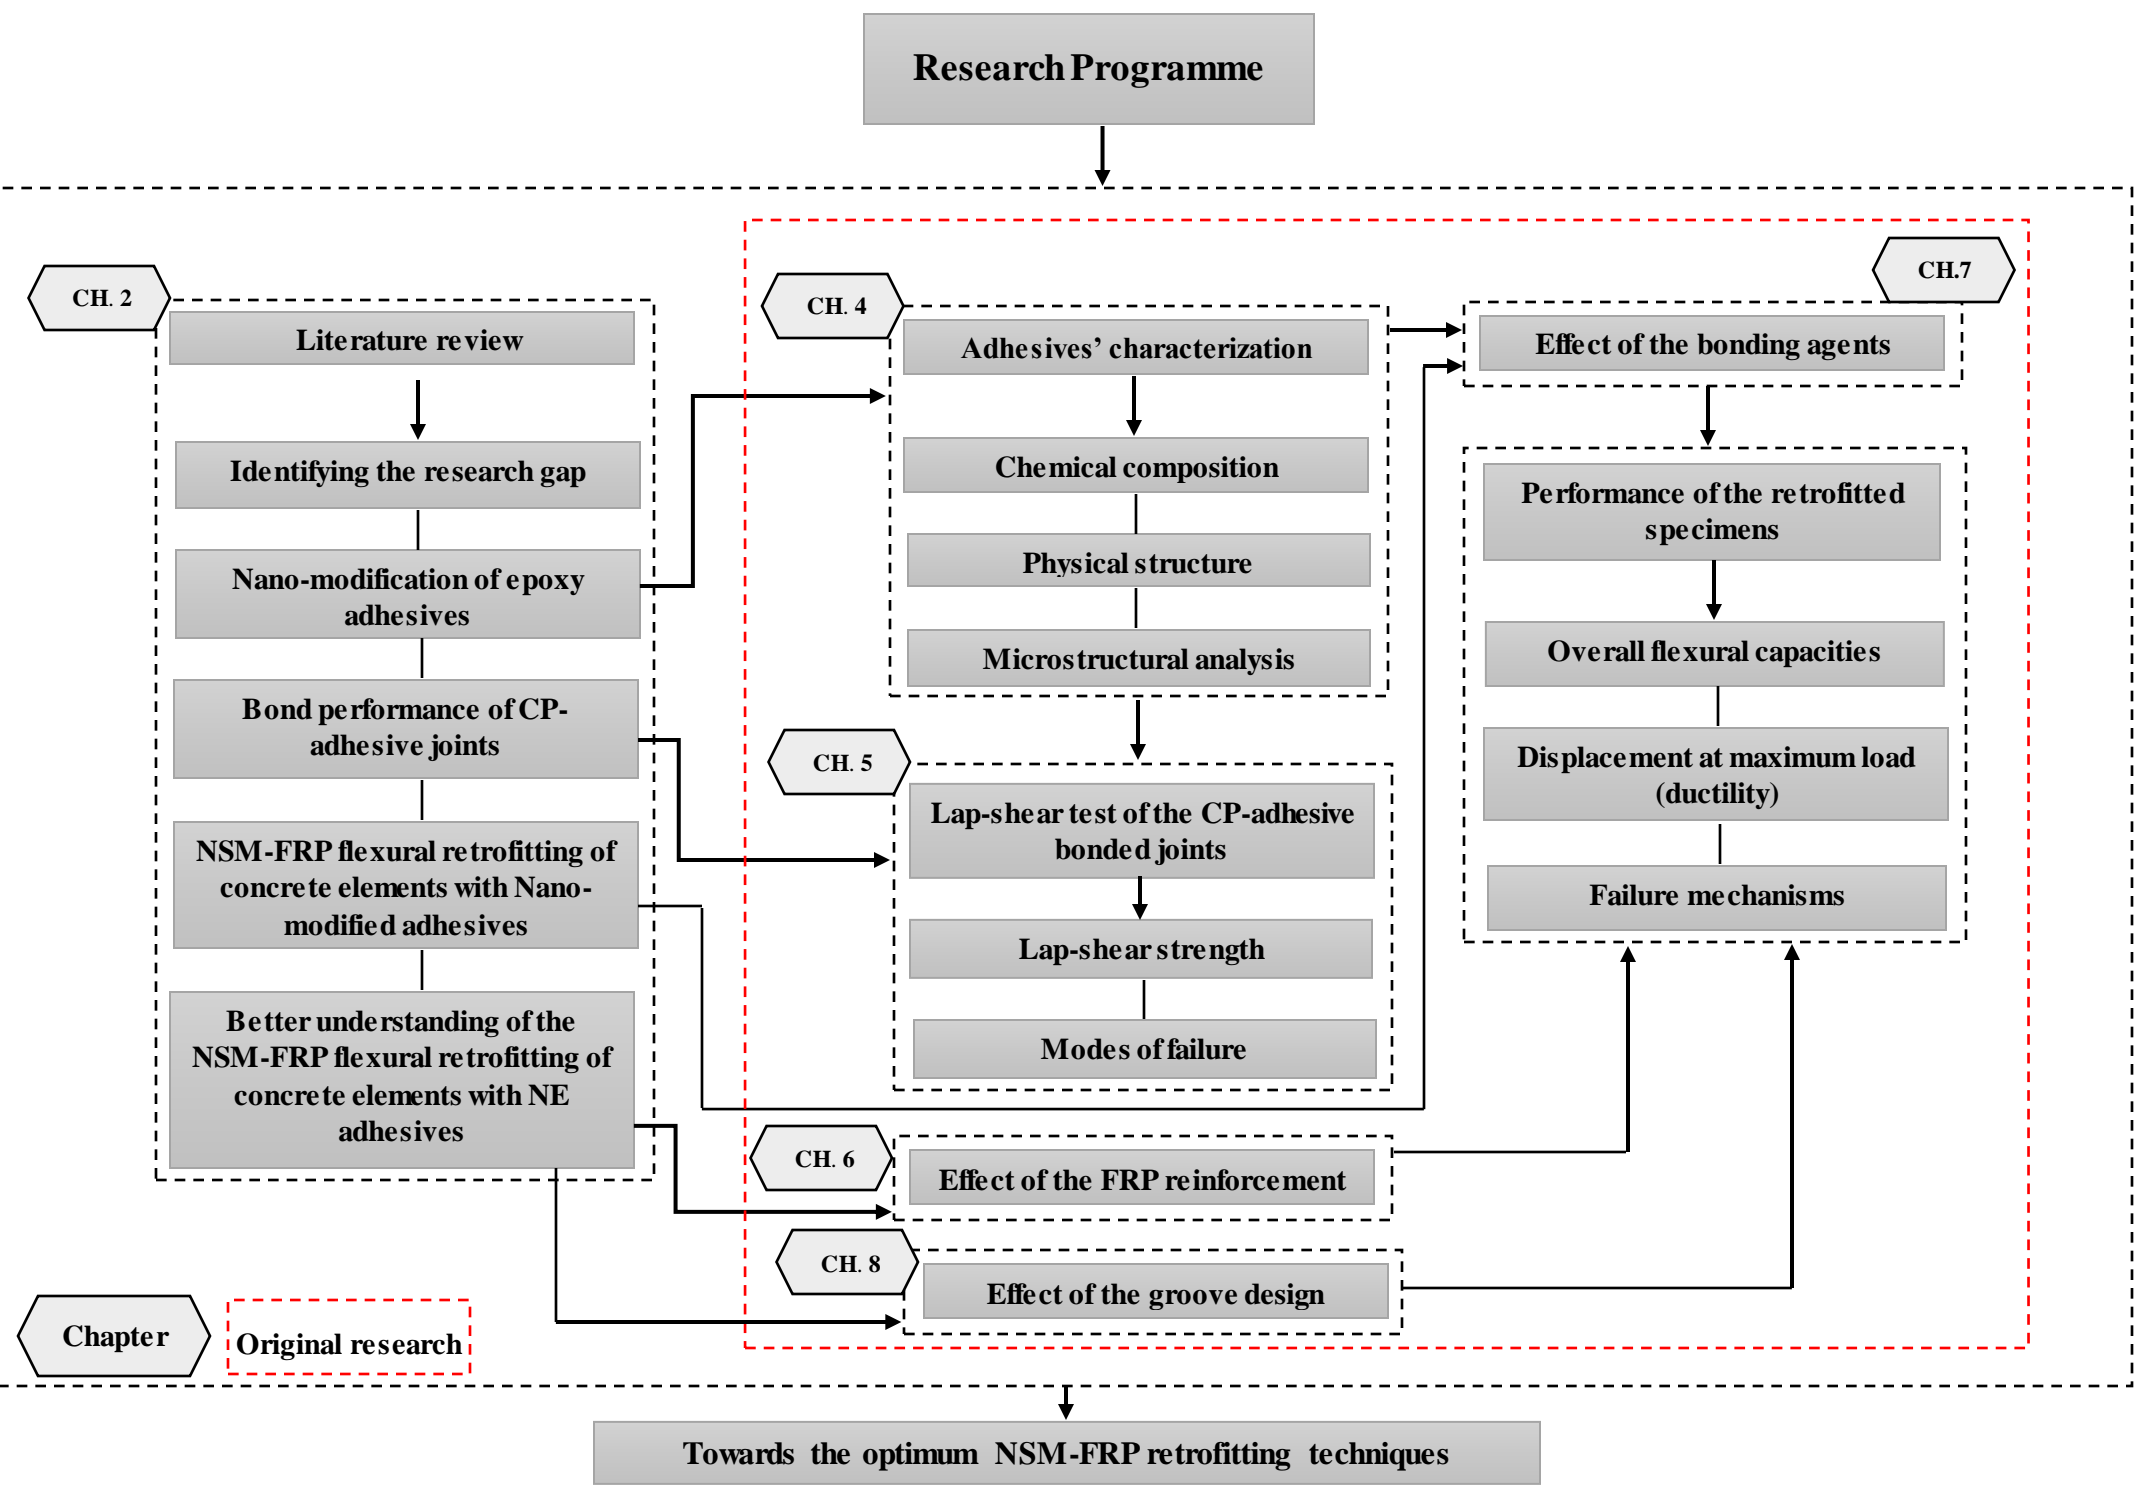 Research Programme
CH. 2
Literature review
Identifying the research gap
Nano-modification of epoxy
adhesives
Bond performance of CP-
adhesive joints
NSM-FRP flexural retrofitting of
concrete elements with Nano-
modified adhesives
Better understanding of the
NSM-FRP flexural retrofitting of
concrete elements with NE
adhesives
CH. 4
Adhesives’ characterization
Chemical composition
Physical structure
Microstructural analysis
CH. 5
Lap-shear test of the CP-adhesive
bonded joints
Lap-shear strength
Modes of failure
CH. 6
Effect of the FRP reinforcement
CH. 8
Effect of the groove design
CH.7
Effect of the bonding agents
Performance of the retrofitted
specimens
Overall flexural capacities
Displacement at maximum load
(ductility)
Failure mechanisms
Chapter
Original research
Towards the optimum NSM-FRP retrofitting techniques